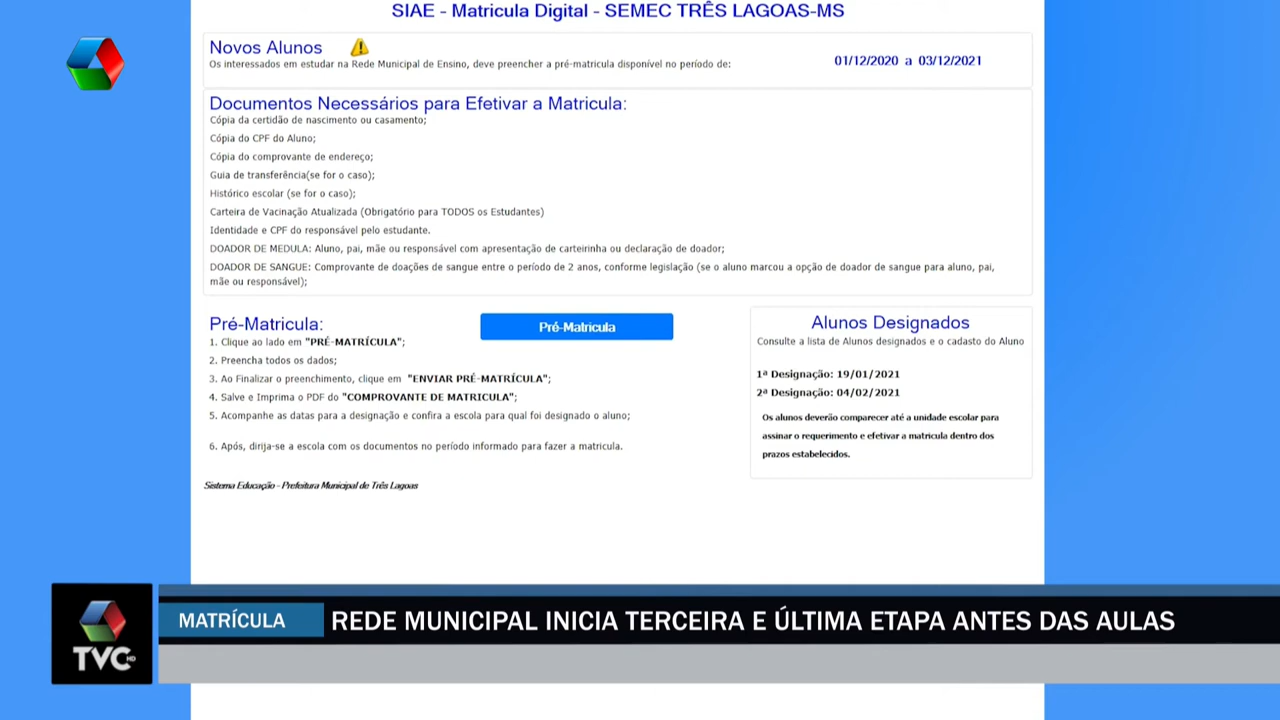 SIAE - Matricula Digital - SEMEC TRÊS LAGOAS-MS
Novos Alunos
Os interessados em estudar na Rede Municipal de Ensino, deve preencher a pré-matricula disponível no período de:
01/12/2020 a 03/12/2021
Documentos Necessários para Efetivar a Matricula:
Cópia da certidão de nascimento ou casamento;
Cópia do CPF do Aluno;
Cópia do comprovante de endereço;
Guia de transferência(se for o caso);
Histórico escolar (se for o caso);
Carteira de Vacinação Atualizada (Obrigatório para TODOS os Estudantes)
Identidade e CPF do responsável pelo estudante.
DOADOR DE MEDULA: Aluno, pai, mãe ou responsável com apresentação de carteirinha ou declaração de doador;
DOADOR DE SANGUE: Comprovante de doações de sangue entre o período de 2 anos, conforme legislação (se o aluno marcou a opção de doador de sangue para aluno, pai,
mãe ou responsável);
Pré-Matricula:
Pré-Matricula
1. Clique ao lado em "PRÉ-MATRÍCULA";
2. Preencha todos os dados;
3. Ao Finalizar o preenchimento, clique em "ENVIAR PRÉ-MATRÍCULA";
4. Salve e Imprima o PDF do "COMPROVANTE DE MATRICULA";
5. Acompanhe as datas para a designação e confira a escola para qual foi designado o aluno;
6. Após, dirija-se a escola com os documentos no período informado para fazer a matricula.
Alunos Designados
Consulte a lista de Alunos designados e o cadasto do Aluno
1ª Designação: 19/01/2021
2ª Designação: 04/02/2021
Os alunos deverão comparecer até a unidade escolar para
assinar o requerimento e efetivar a matricula dentro dos
prazos estabelecidos.
Sistema Educação - Prefeitura Municipal de Três Lagoas
MATRÍCULA
REDE MUNICIPAL INICIA TERCEIRA E ÚLTIMA ETAPA ANTES DAS AULAS
TVC HD